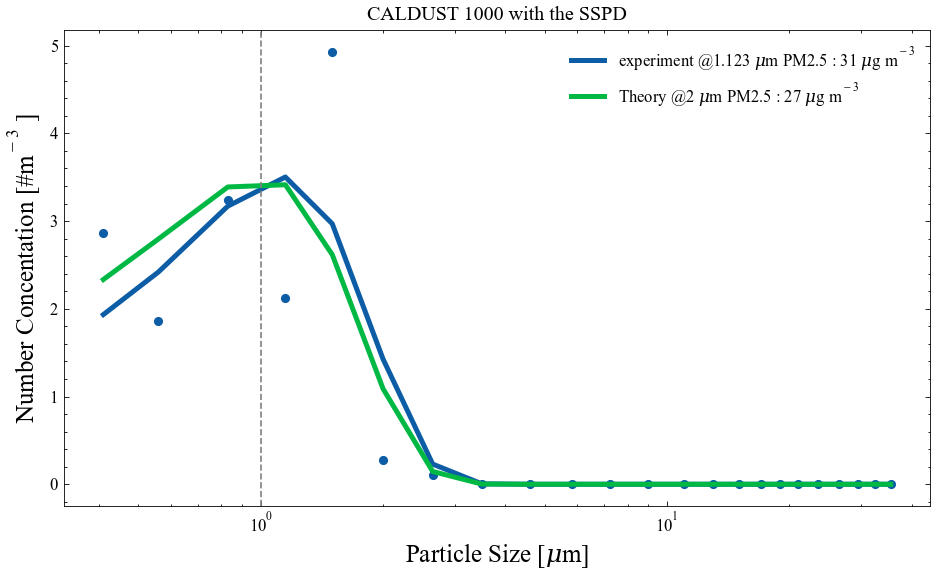 CALDUST 1000 with the SSPD
experiment @1.123 μm PM2.5 : 31 μg m⁻³
Theory @2 μm PM2.5 : 27 μg m⁻³
Number Concentation [#m⁻³]
5
4
3
2
1
0
10⁰ 10¹
Particle Size [μm]